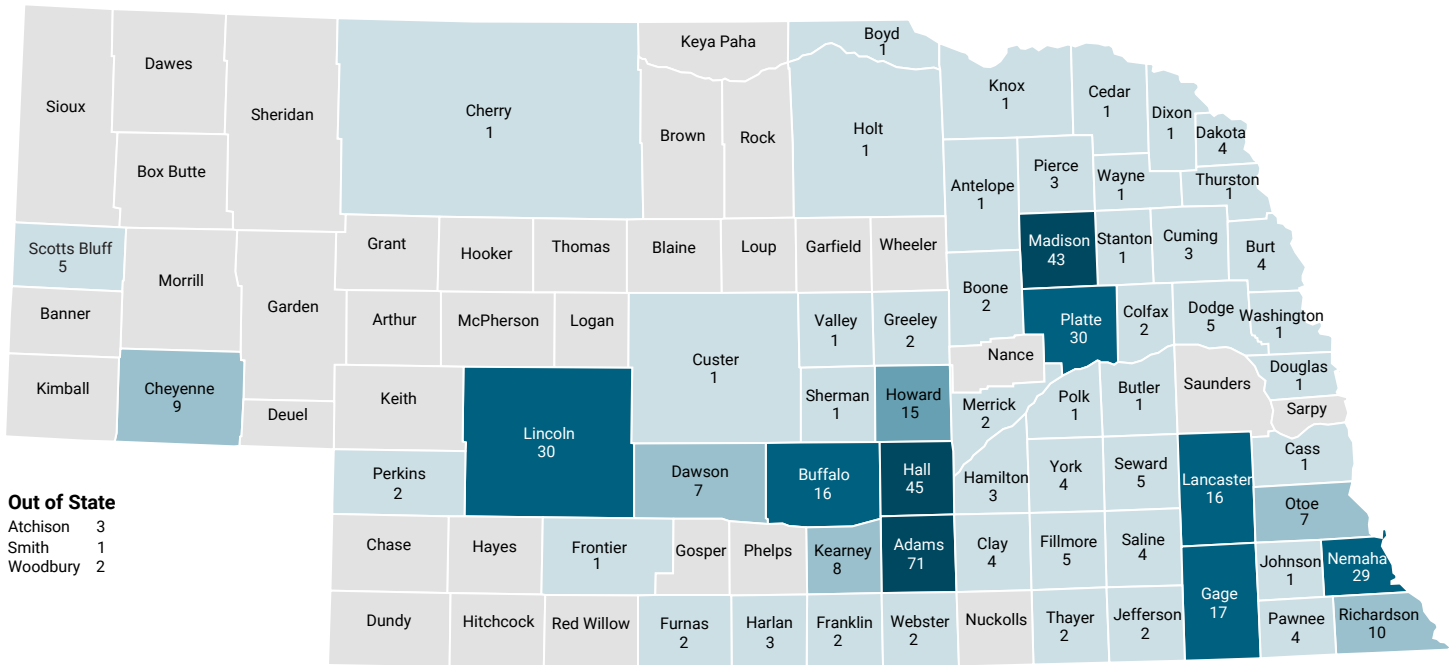 Sioux
Dawes
Box Butte
Sheridan
Cherry
1
Keya Paha
Brown
Rock
Boyd
1
Holt
1
Knox
1
Cedar
1
Dixon
1
Dakota
4
Antelope
1
Pierce
3
Wayne
1
Thurston
1
Scotts Bluff
5
Morrill
Garden
Grant
Hooker
Thomas
Blaine
Loup
Garfield
Wheeler
Madison
43
Stanton
1
Cuming
3
Burt
4
Banner
Arthur
McPherson
Logan
Custer
1
Valley
1
Greeley
2
Boone
2
Platte
30
Colfax
2
Dodge
5
Washington
1
Nance
Kimball
Cheyenne
9
Deuel
Keith
Lincoln
30
Sherman
1
Howard
15
Merrick
2
Polk
1
Butler
1
Saunders
Douglas
1
Sarpy
Perkins
2
Dawson
7
Buffalo
16
Hall
45
Hamilton
3
York
4
Seward
5
Lancaster
16
Cass
1
Otoe
7
Out of State
Atchison 3
Smith 1
Woodbury 2
Chase
Hayes
Frontier
1
Gosper
Phelps
Kearney
8
Adams
71
Clay
4
Fillmore
5
Saline
4
Gage
17
Johnson
1
Nemaha
29
Dundy
Hitchcock
Red Willow
Furnas
2
Harlan
3
Franklin
2
Webster
2
Nuckolls
Thayer
2
Jefferson
2
Pawnee
4
Richardson
10